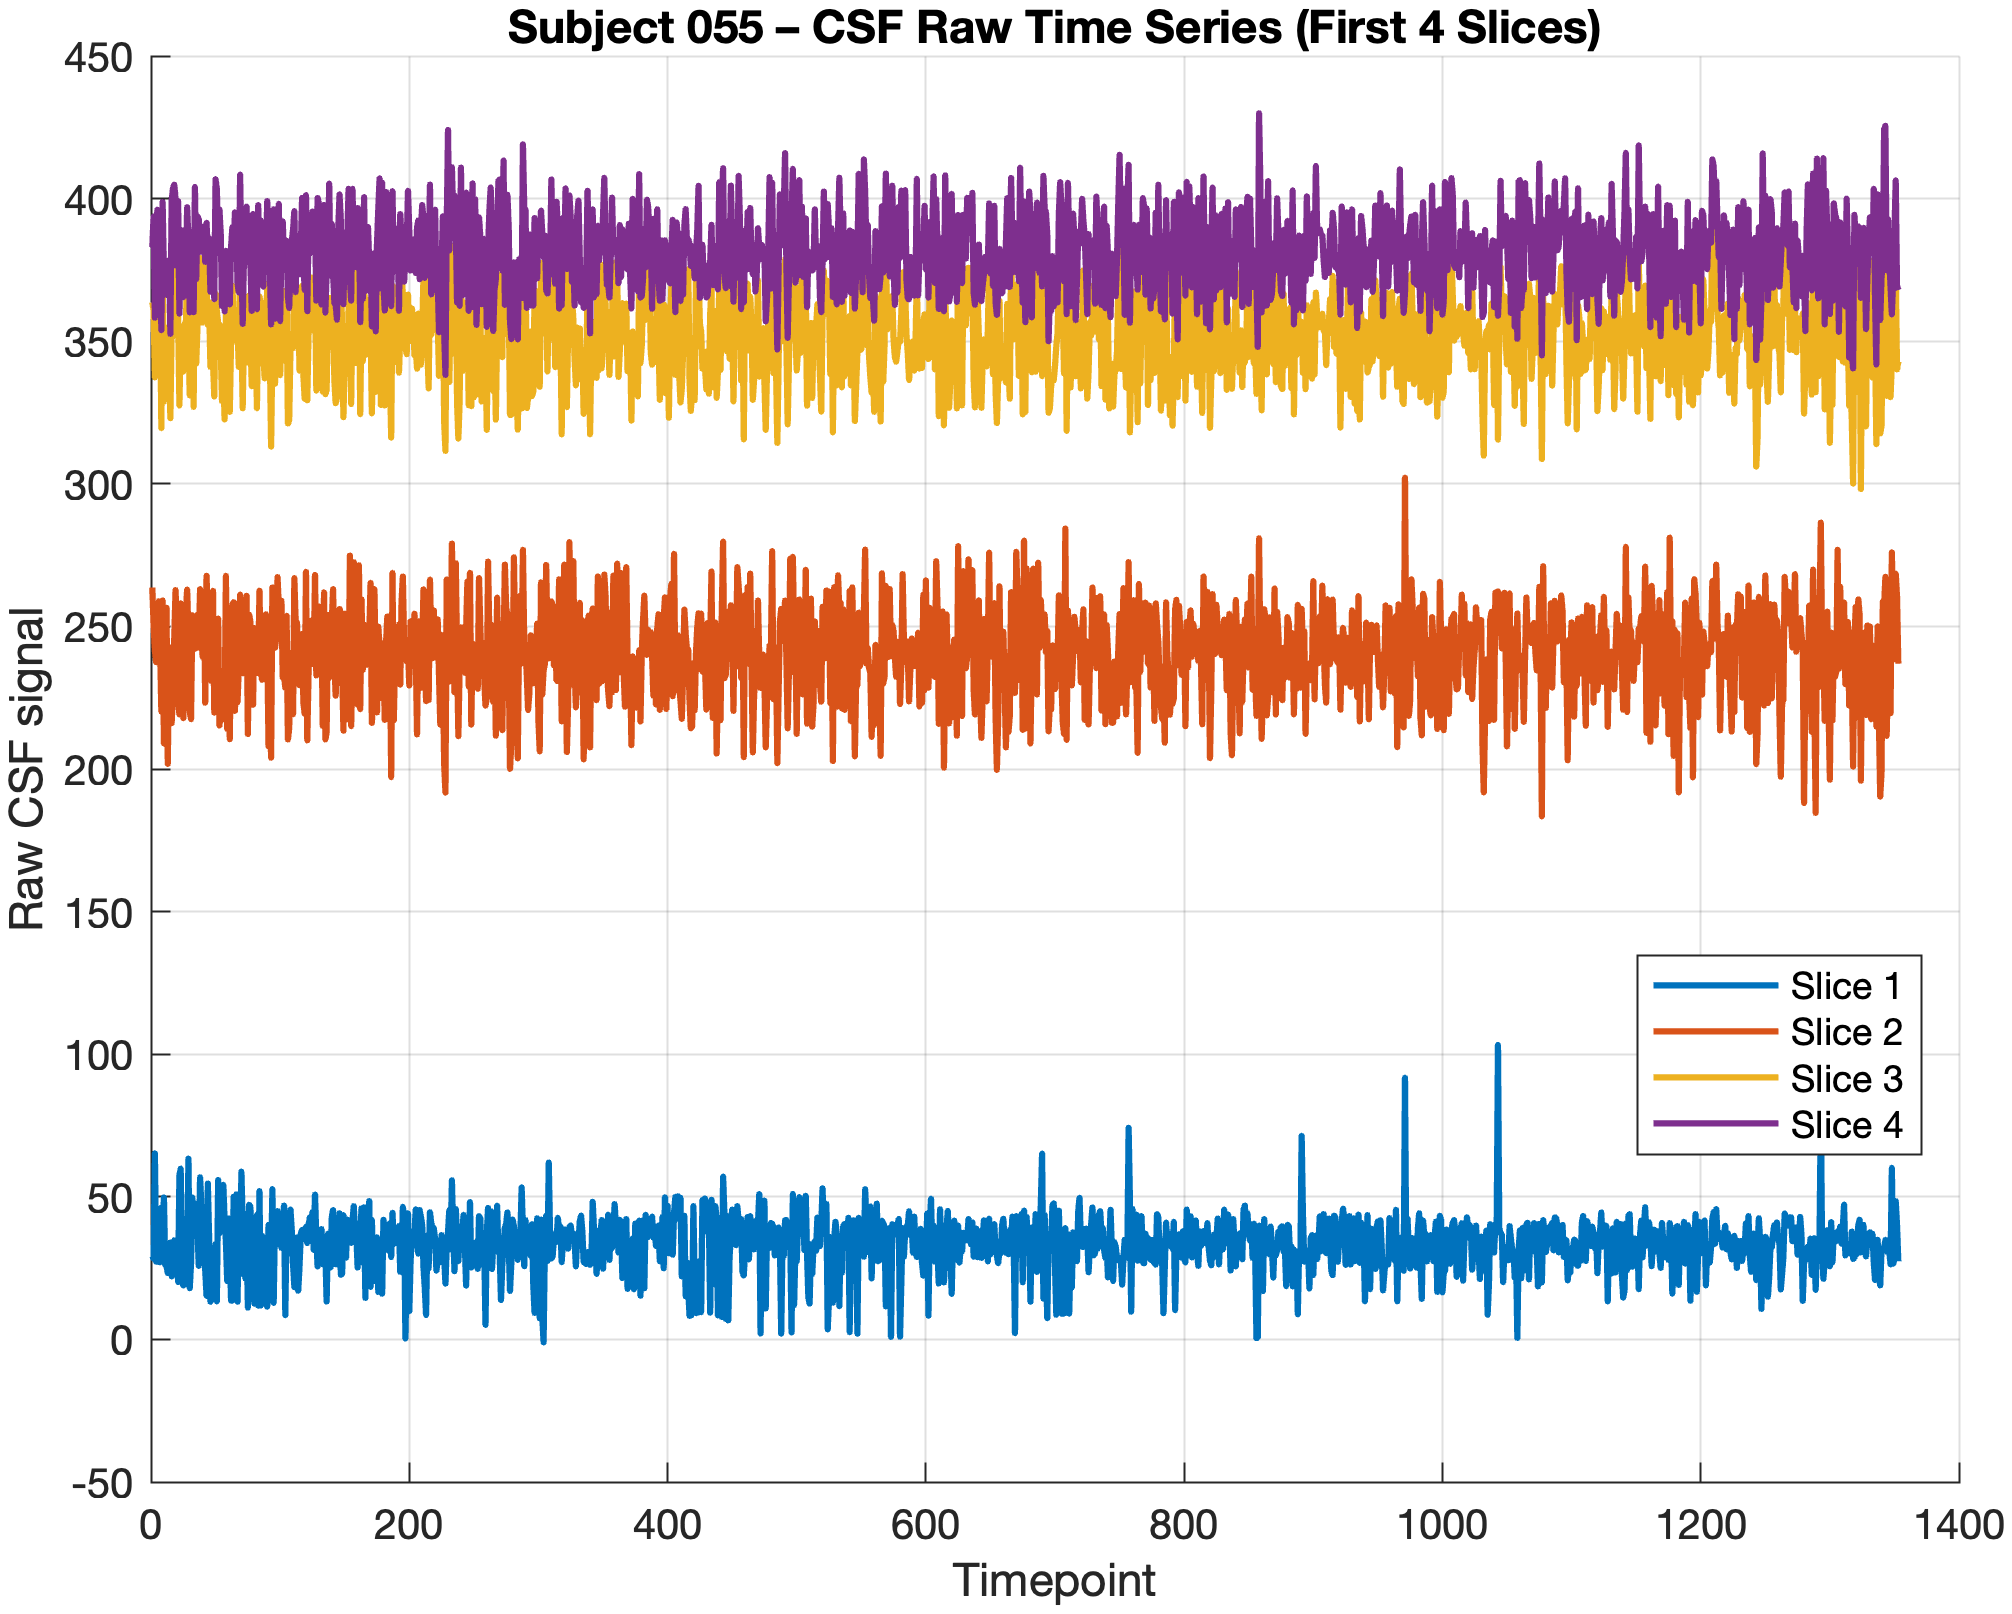 Subject 055 – CSF Raw Time Series (First 4 Slices)
450
400
350
300
250
200
150
100
50
0
-50
Raw CSF signal
Slice 1
Slice 2
Slice 3
Slice 4
0 200 400 600 800 1000 1200 1400
Timepoint